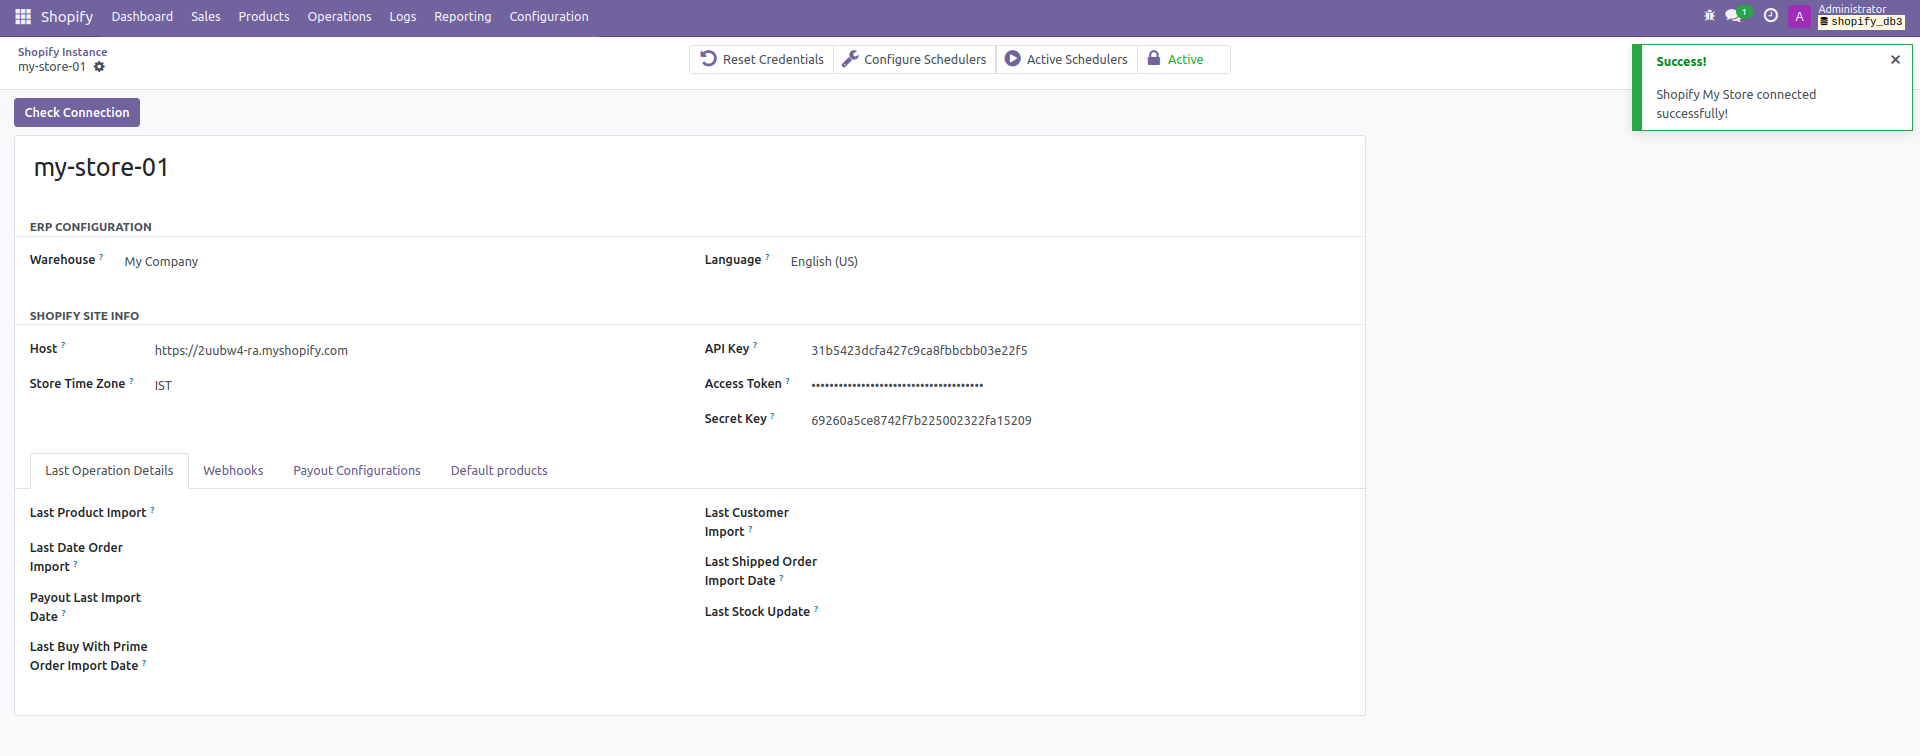 Shopify Dashboard Sales Products Operations Logs Reporting Configuration 1 A Administrator
shopify_db3
Shopify Instance
my-store-01
Reset Credentials Configure Schedulers Active Schedulers Active
Success!
Shopify My Store connected
successfully!
Check Connection
my-store-01
ERP CONFIGURATION
Warehouse ? My Company
Language ? English (US)
SHOPIFY SITE INFO
Host ? https://2uubw4-ra.myshopify.com
API Key ? 31b5423dcfa427c9ca8fbbcbb03e22f5
Store Time Zone ? IST
Access Token ? ••••••••••••••••••••••••••••••••••••••
Secret Key ? 69260a5ce8742f7b225002322fa15209
Last Operation Details Webhooks Payout Configurations Default products
Last Product Import ?
Last Date Order
Import ?
Payout Last Import
Date ?
Last Buy With Prime
Order Import Date ?
Last Customer
Import ?
Last Shipped Order
Import Date ?
Last Stock Update ?